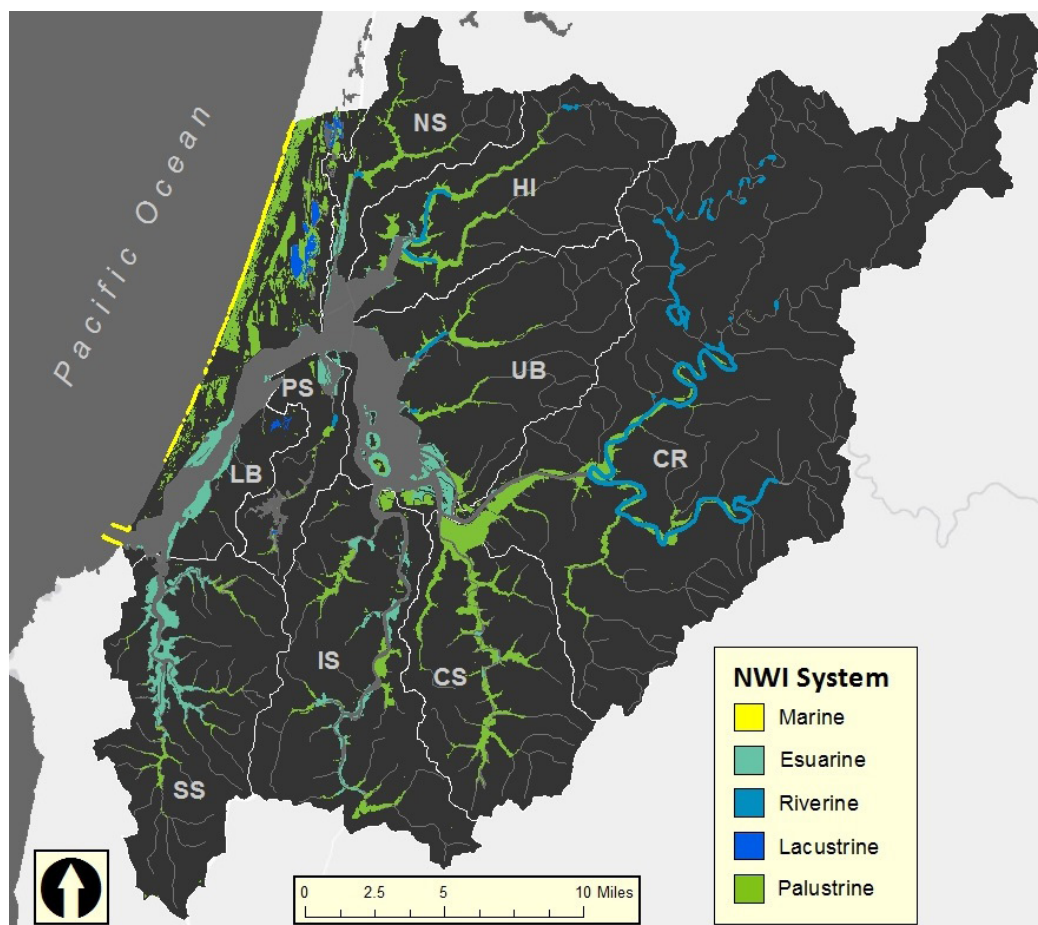 Pacific Ocean
NS
HI
UB
PS
LB
CR
IS
CS
SS
NWI System
Marine
Esuarine
Riverine
Lacustrine
Palustrine
0 2.5 5 10 Miles